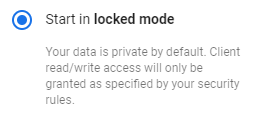 Start in locked mode
Your data is private by default. Client
read/write access will only be
granted as specified by your security
rules.